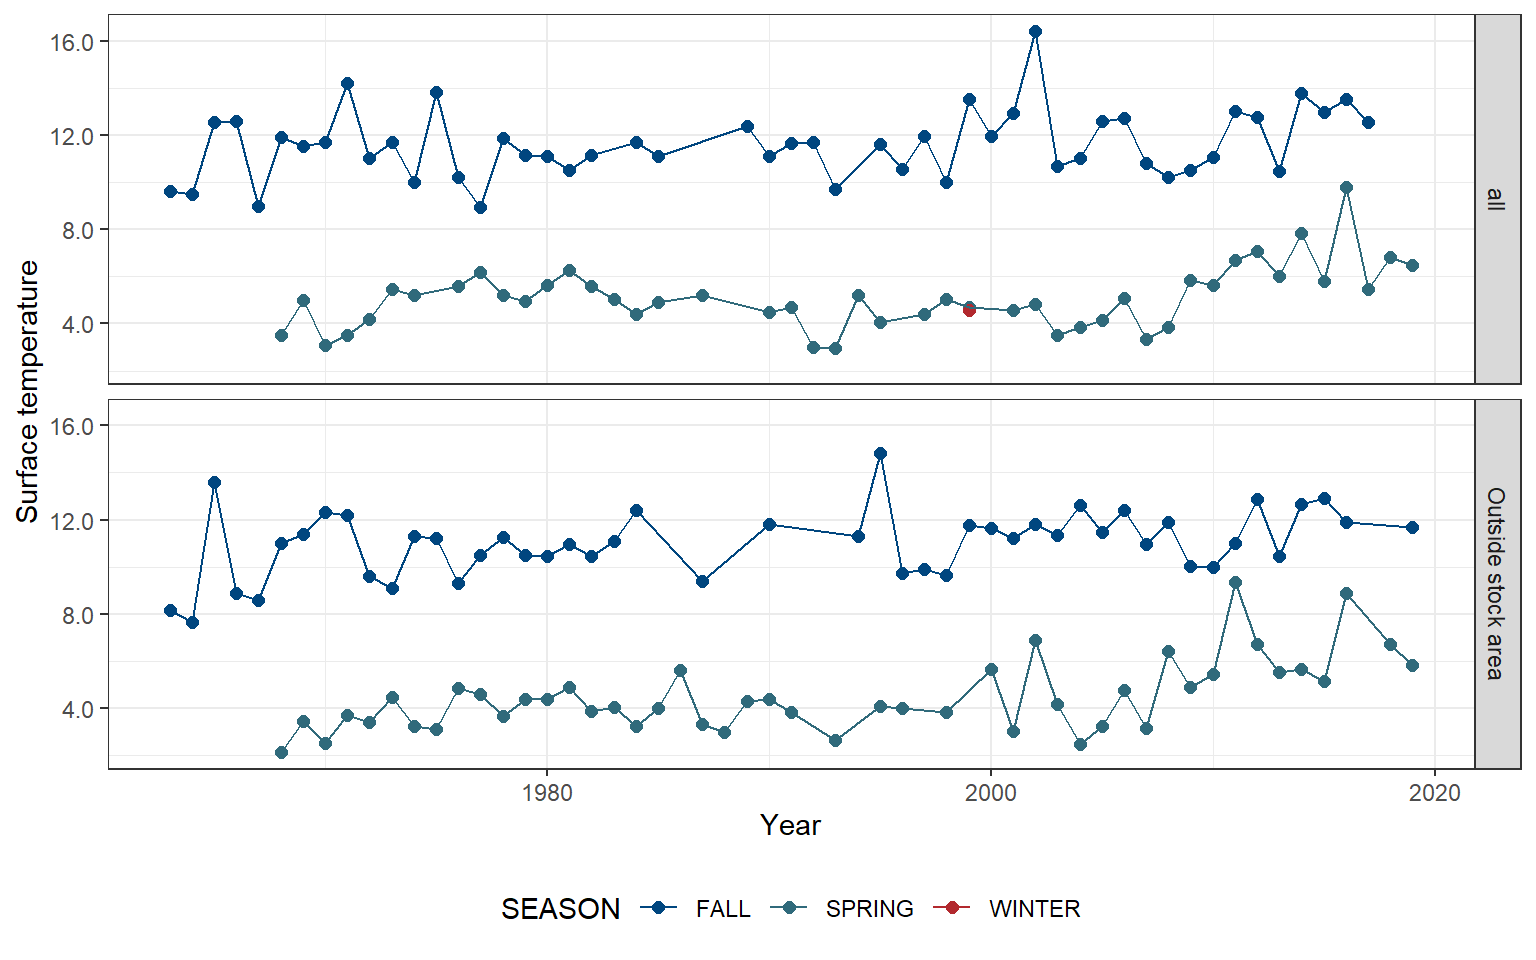 16.0
12.0
8.0
4.0
all
16.0
12.0
8.0
4.0
Outside stock area
Surface temperature
1980 2000 2020
Year
SEASON FALL SPRING WINTER